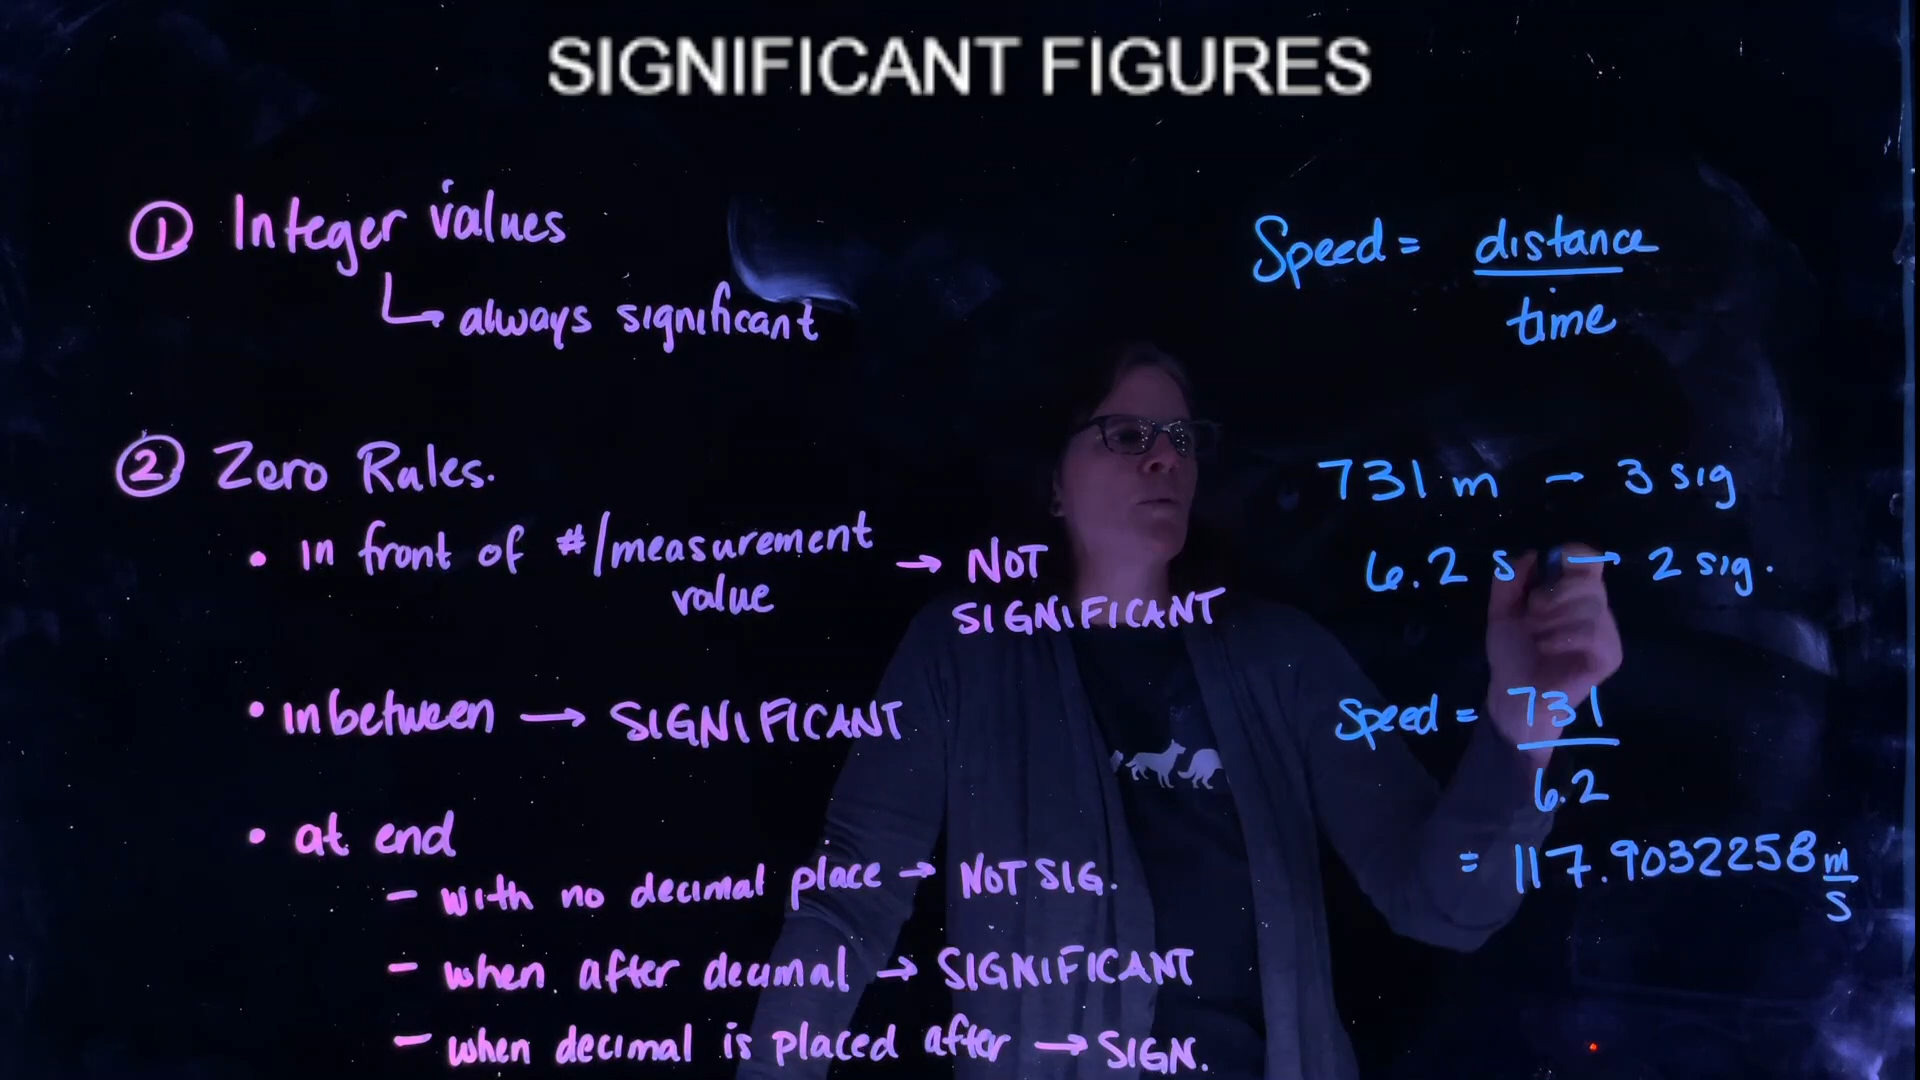 SIGNIFICANT FIGURES
① Integer values
↳ always significant
② Zero Rules.
• in front of #/measurement value → NOT SIGNIFICANT
• inbetween → SIGNIFICANT
• at end
- with no decimal place → NOT SIG.
- when after decimal → SIGNIFICANT
- when decimal is placed after → SIGN.
Speed = distance
time
731 m → 3 sig
6.2 s → 2 sig.
Speed = 731
6.2
= 117.9032258 m/s